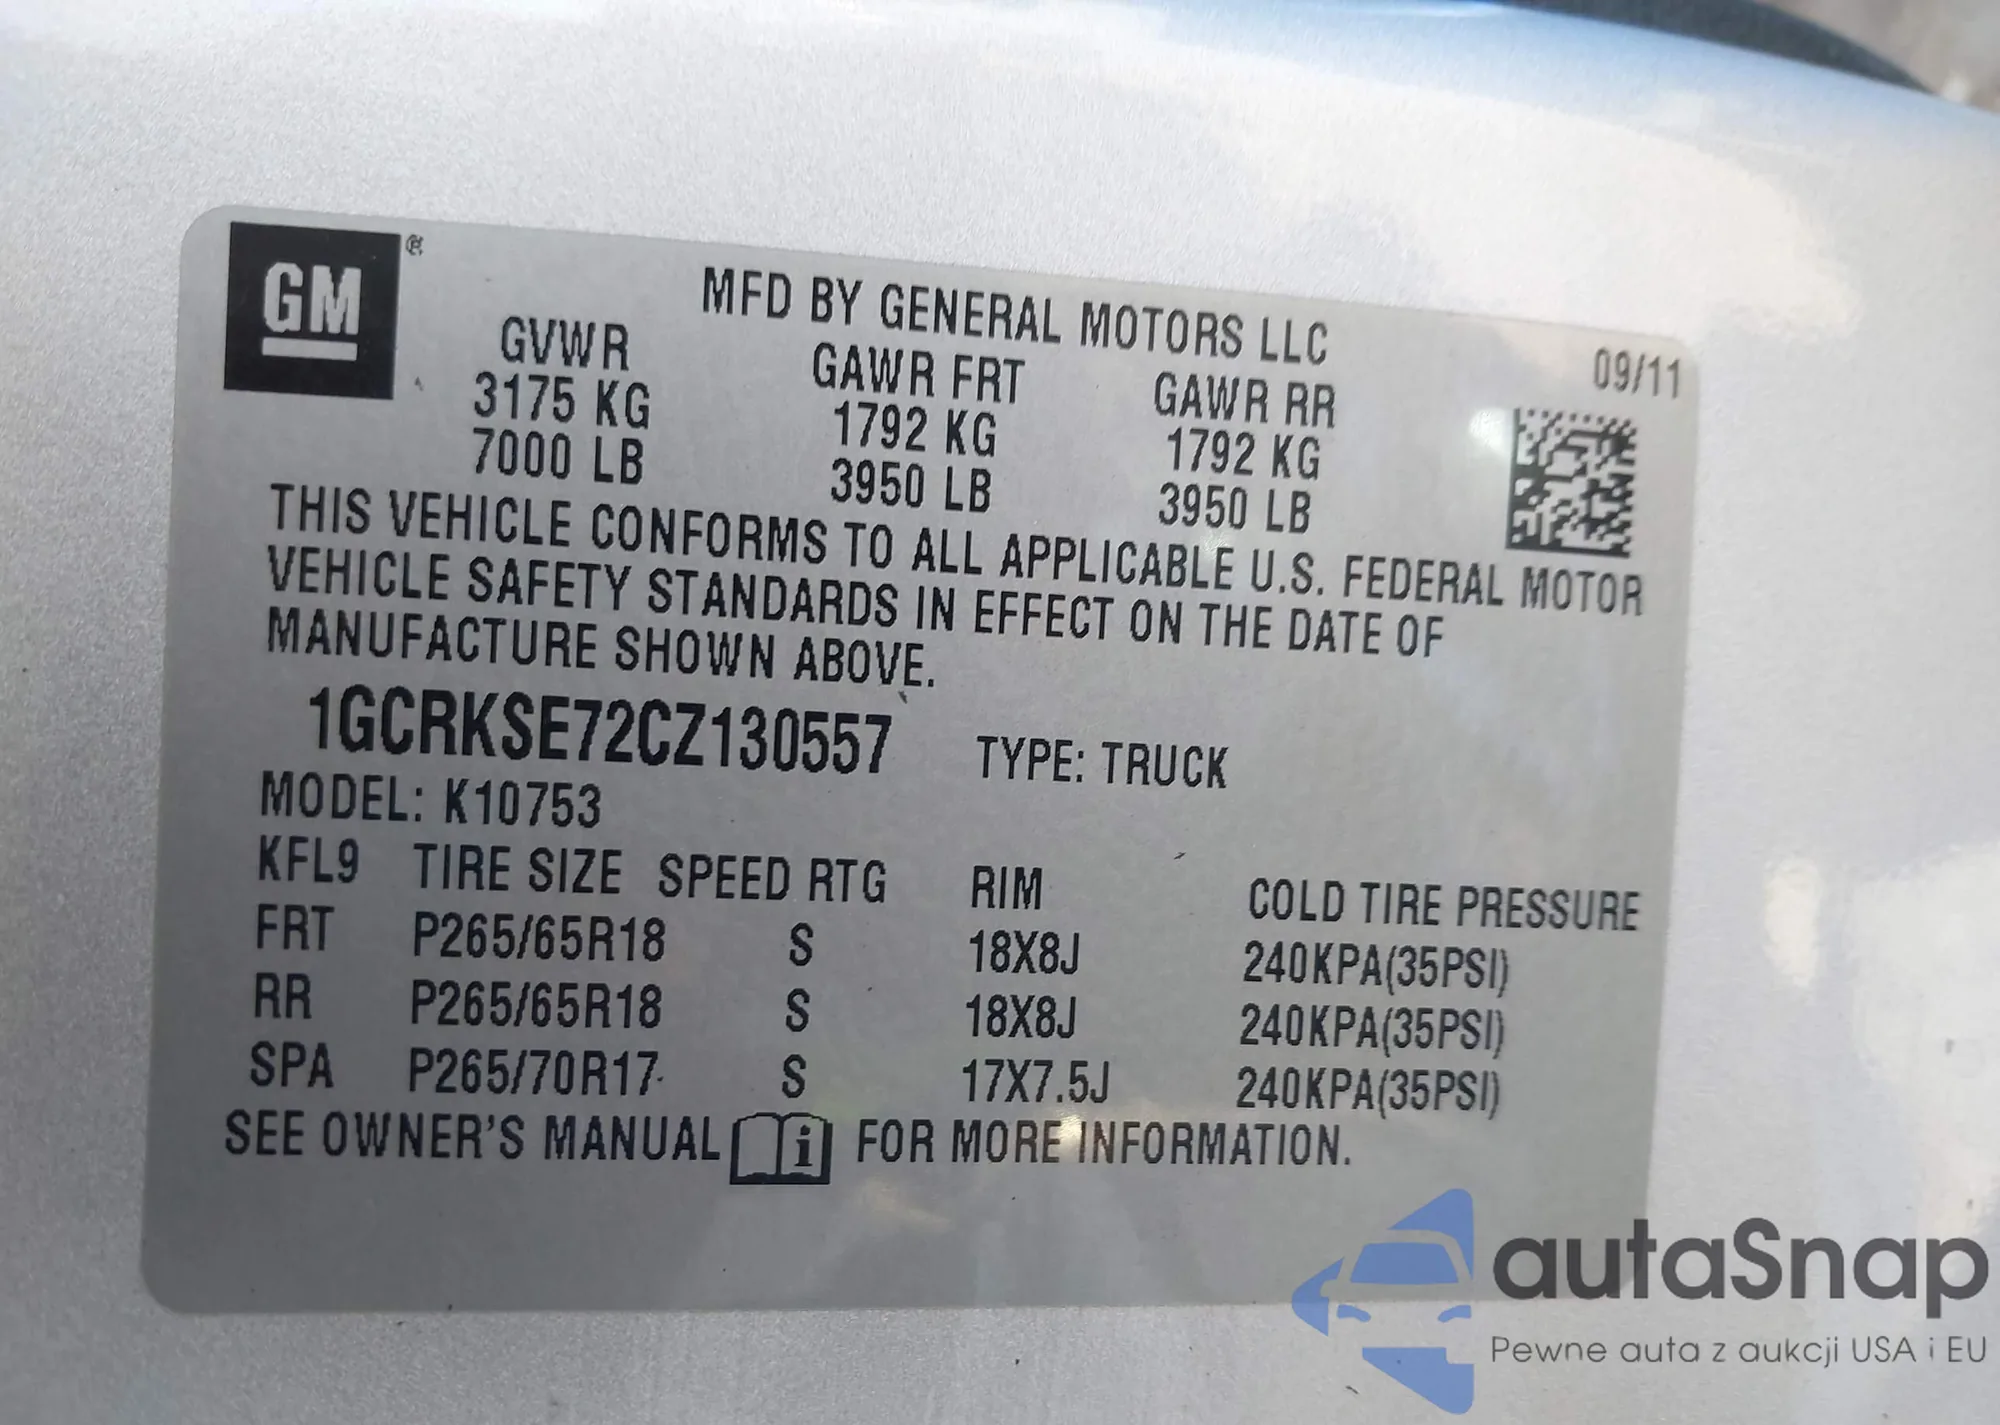 GM ®
MFD BY GENERAL MOTORS LLC
09/11
GVWR GAWR FRT GAWR RR
3175 KG 1792 KG 1792 KG
7000 LB 3950 LB 3950 LB
THIS VEHICLE CONFORMS TO ALL APPLICABLE U.S. FEDERAL MOTOR
VEHICLE SAFETY STANDARDS IN EFFECT ON THE DATE OF
MANUFACTURE SHOWN ABOVE.
1GCRKSE72CZ130557 TYPE: TRUCK
MODEL: K10753
KFL9 TIRE SIZE SPEED RTG RIM COLD TIRE PRESSURE
FRT P265/65R18 S 18X8J 240KPA(35PSI)
RR P265/65R18 S 18X8J 240KPA(35PSI)
SPA P265/70R17 S 17X7.5J 240KPA(35PSI)
SEE OWNER'S MANUAL i FOR MORE INFORMATION.
autaSnap
Pewne auta z aukcji USA i EU